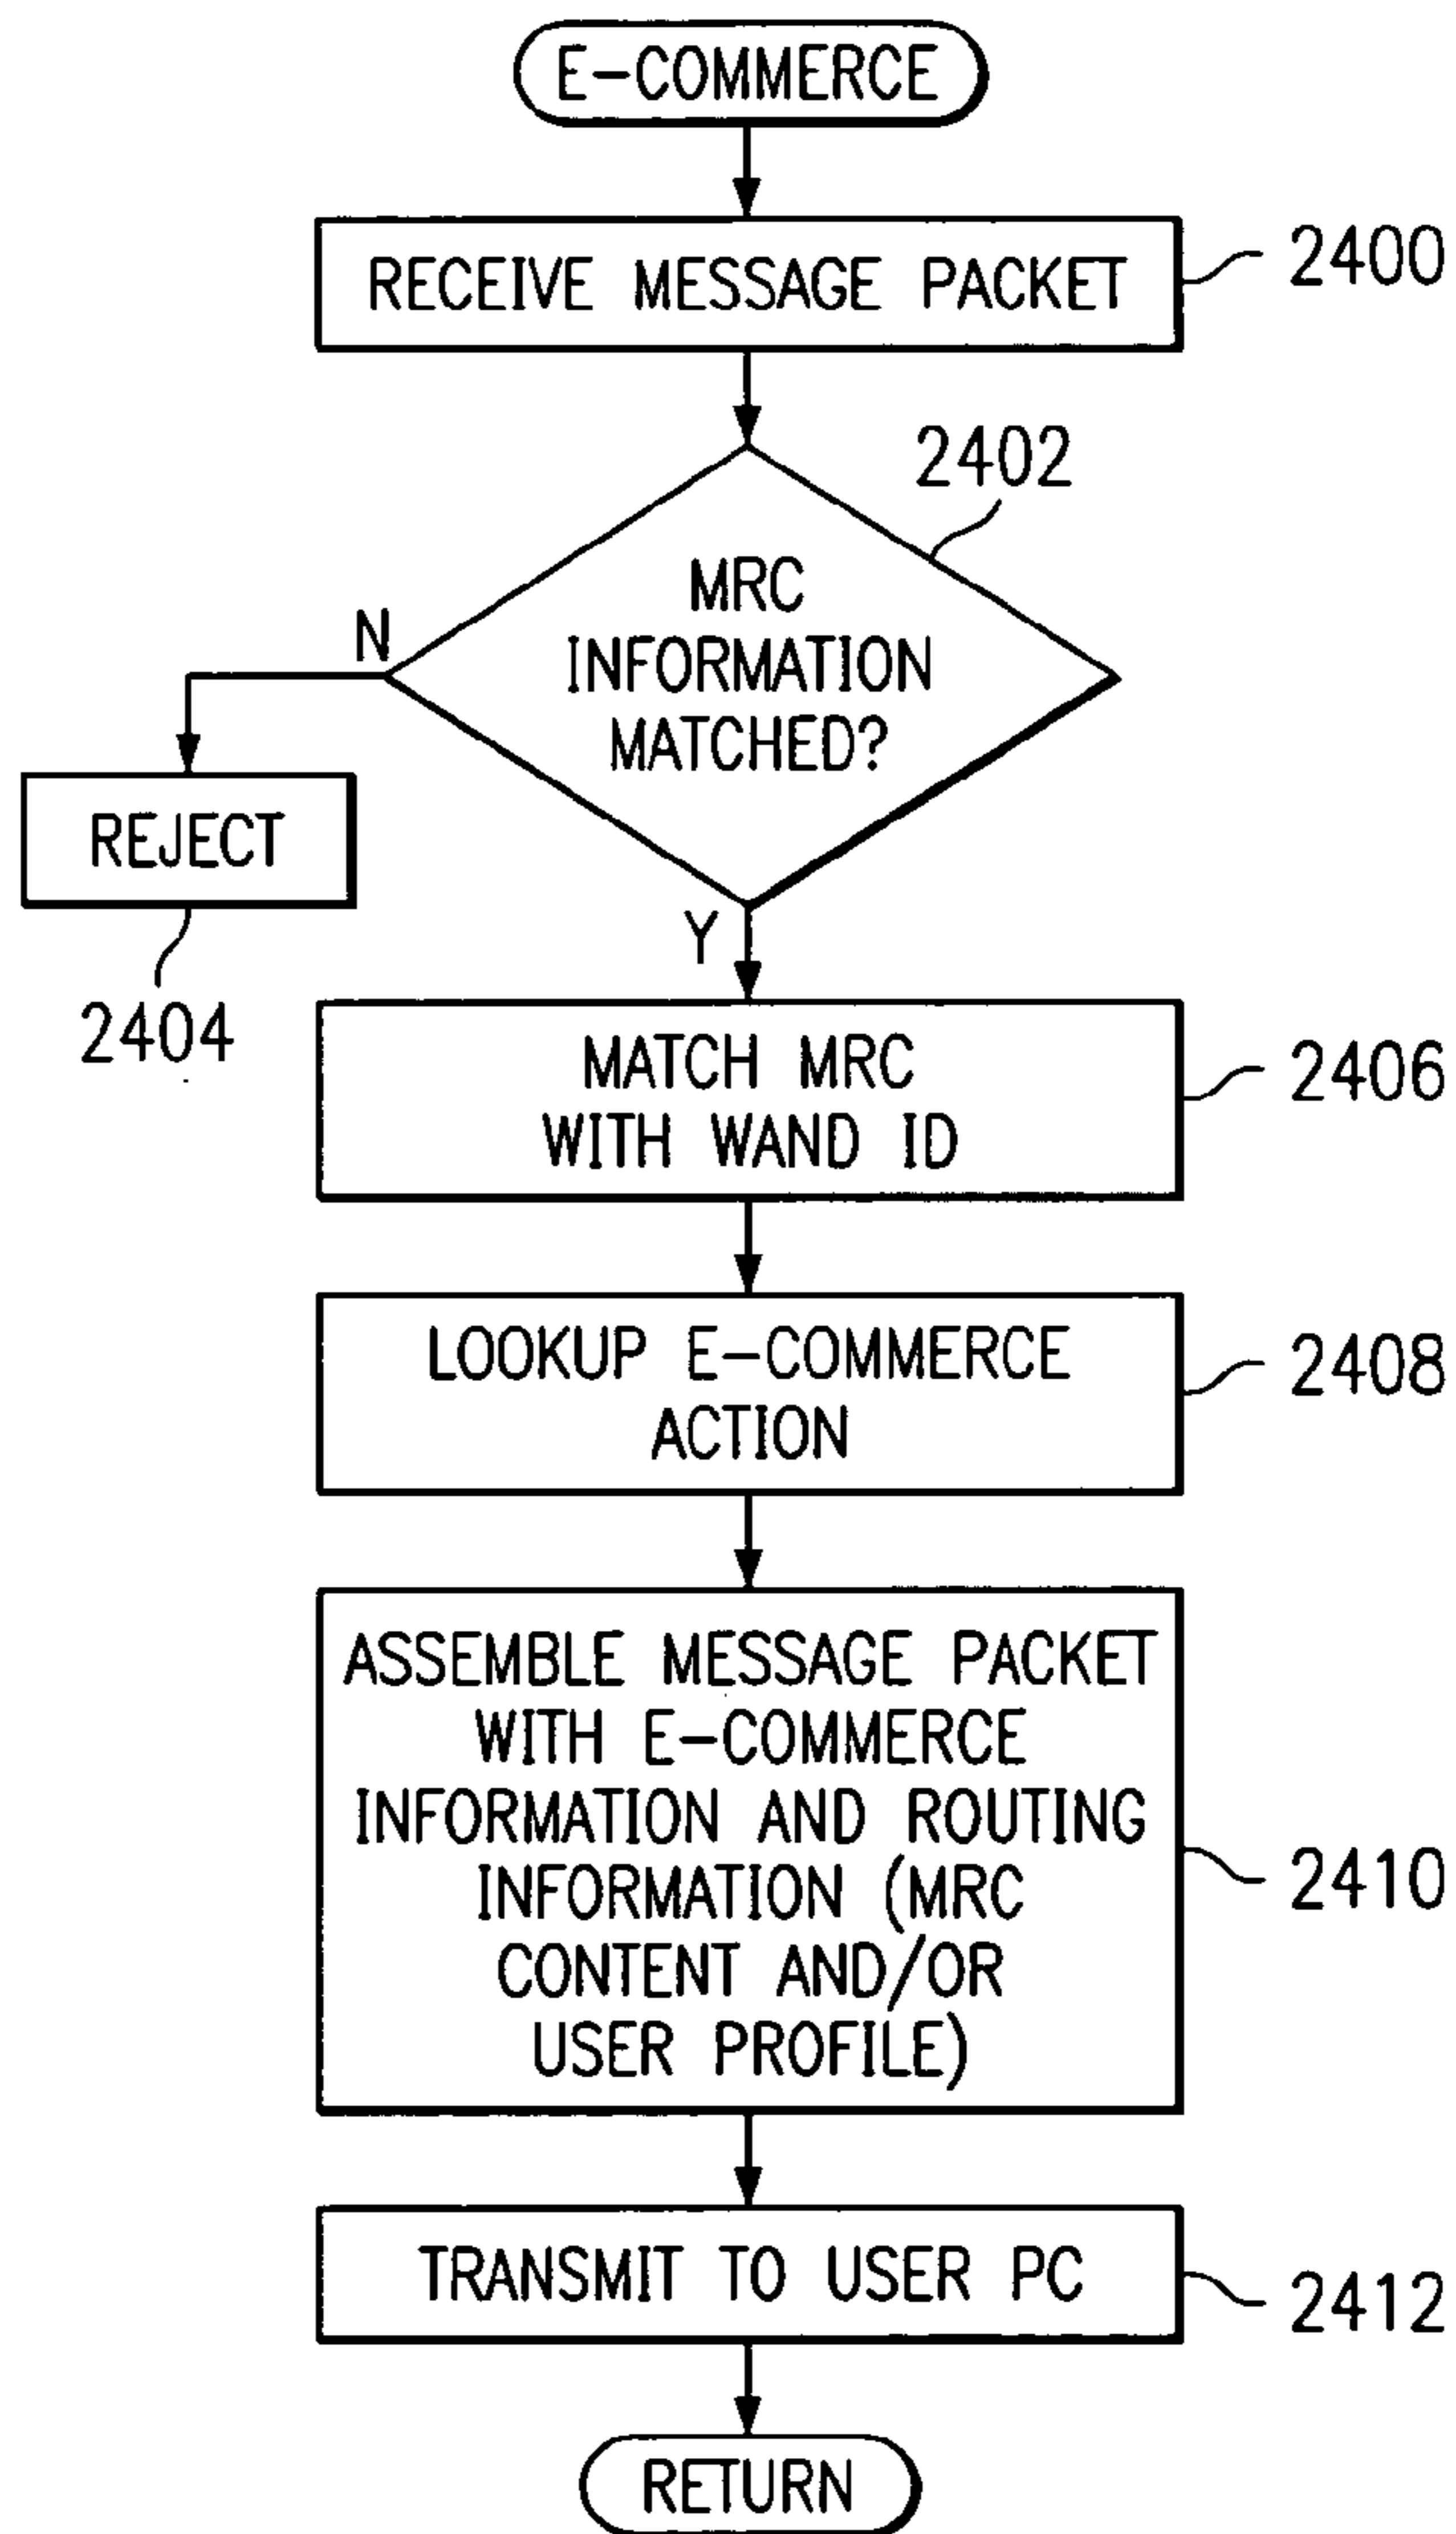 E-COMMERCE
RECEIVE MESSAGE PACKET
2400
2402
MRC
INFORMATION
MATCHED?
N
REJECT
2404
Y
MATCH MRC
WITH WAND ID
2406
LOOKUP E-COMMERCE
ACTION
2408
ASSEMBLE MESSAGE PACKET
WITH E-COMMERCE
INFORMATION AND ROUTING
INFORMATION (MRC
CONTENT AND/OR
USER PROFILE)
2410
TRANSMIT TO USER PC
2412
RETURN